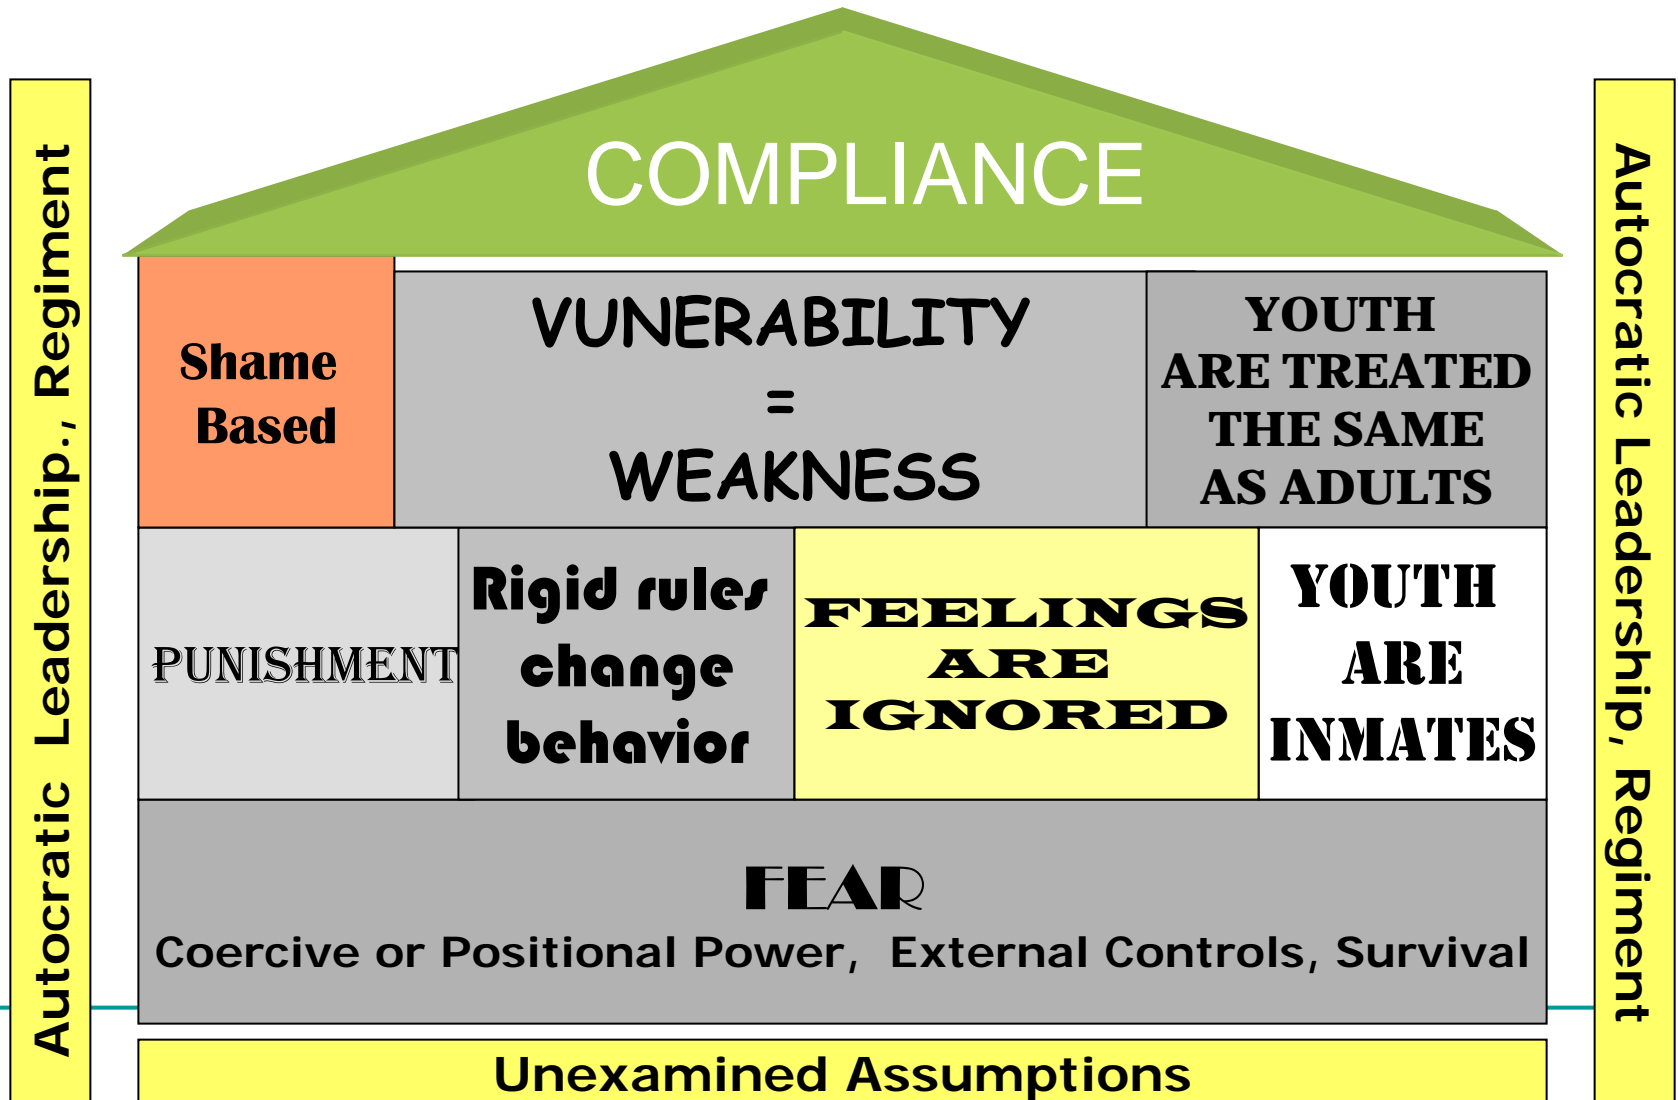 COMPLIANCE
Autocratic Leadership., Regiment
Shame
Based
VUNERABILITY
=
WEAKNESS
YOUTH
ARE TREATED
THE SAME
AS ADULTS
PUNISHMENT
Rigid rules
change
behavior
FEELINGS
ARE
IGNORED
YOUTH
ARE
INMATES
FEAR
Coercive or Positional Power, External Controls, Survival
Unexamined Assumptions
Autocratic Leadership, Regiment